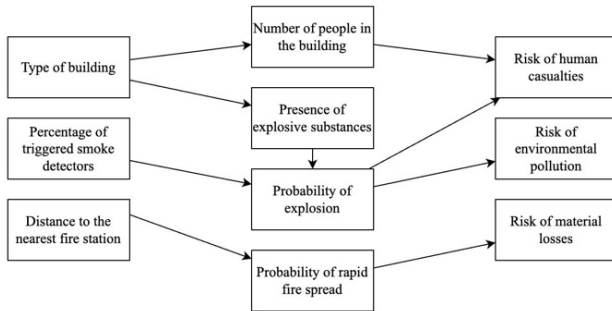 Type of building
Percentage of
triggered smoke
detectors
Distance to the
nearest fire station
Number of people in
the building
Presence of
explosive substances
Probability of
explosion
Probability of rapid
fire spread
Risk of human
casualties
Risk of
environmental
pollution
Risk of material
losses